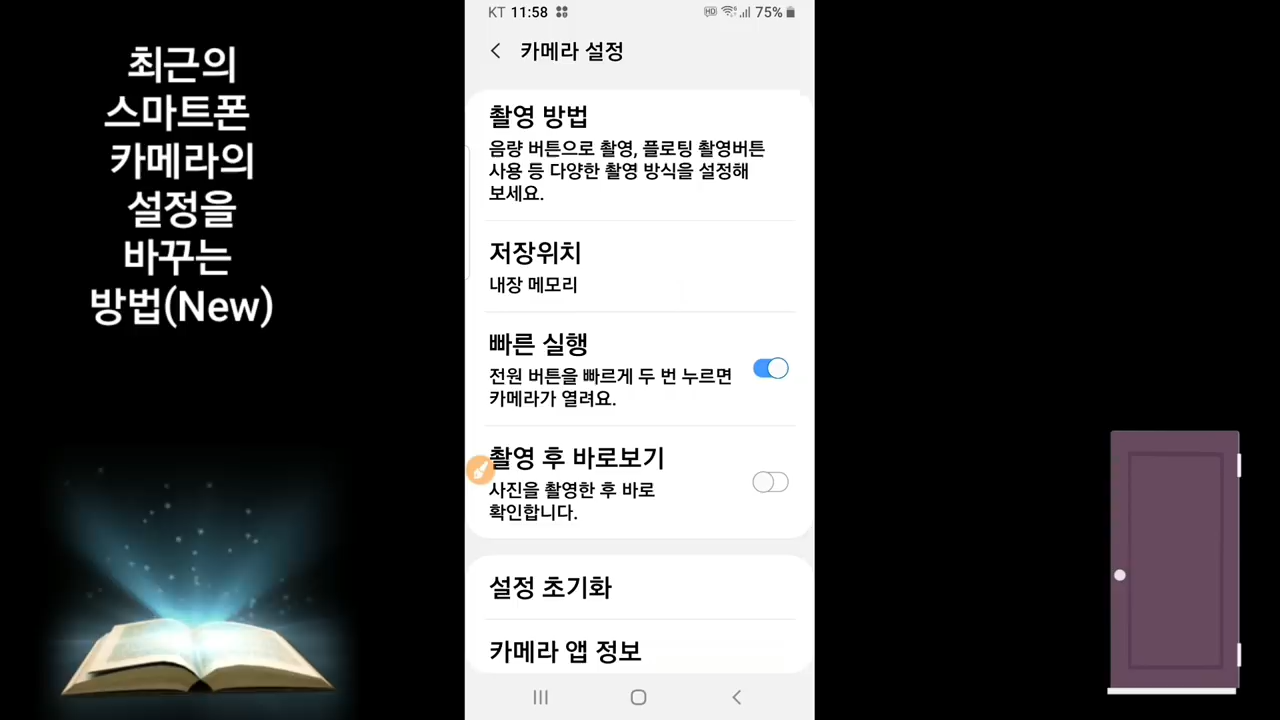 최근의
스마트폰
카메라의
설정을
바꾸는
방법(New)
KT 11:58
HD 6 75%
카메라 설정
촬영 방법
음량 버튼으로 촬영, 플로팅 촬영버튼
사용 등 다양한 촬영 방식을 설정해
보세요.
저장위치
내장 메모리
빠른 실행
전원 버튼을 빠르게 두 번 누르면
카메라가 열려요.
촬영 후 바로보기
사진을 촬영한 후 바로
확인합니다.
설정 초기화
카메라 앱 정보